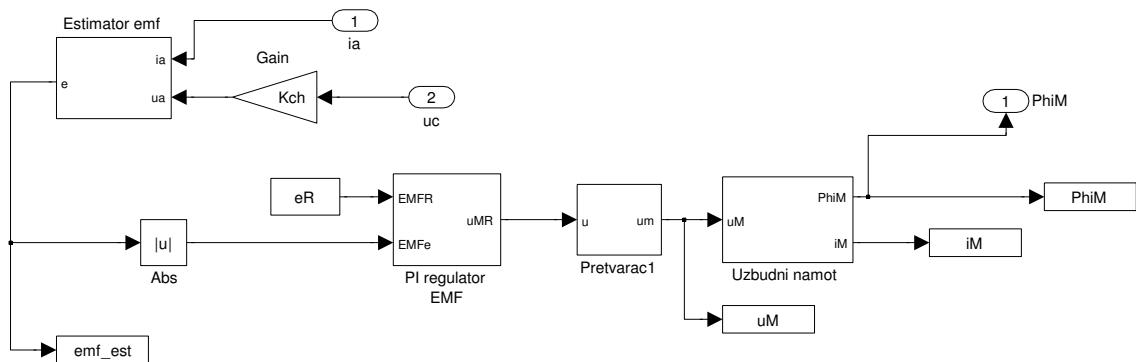 Estimator emf
ia
e
ua
Gain
Kch
1
ia
2
uc
1
PhiM
eR
EMFR
uMR
EMFe
PI regulator
EMF
u
um
Pretvarac1
uM
PhiM
iM
Uzbudni namot
PhiM
iM
uM
|u|
Abs
emf_est